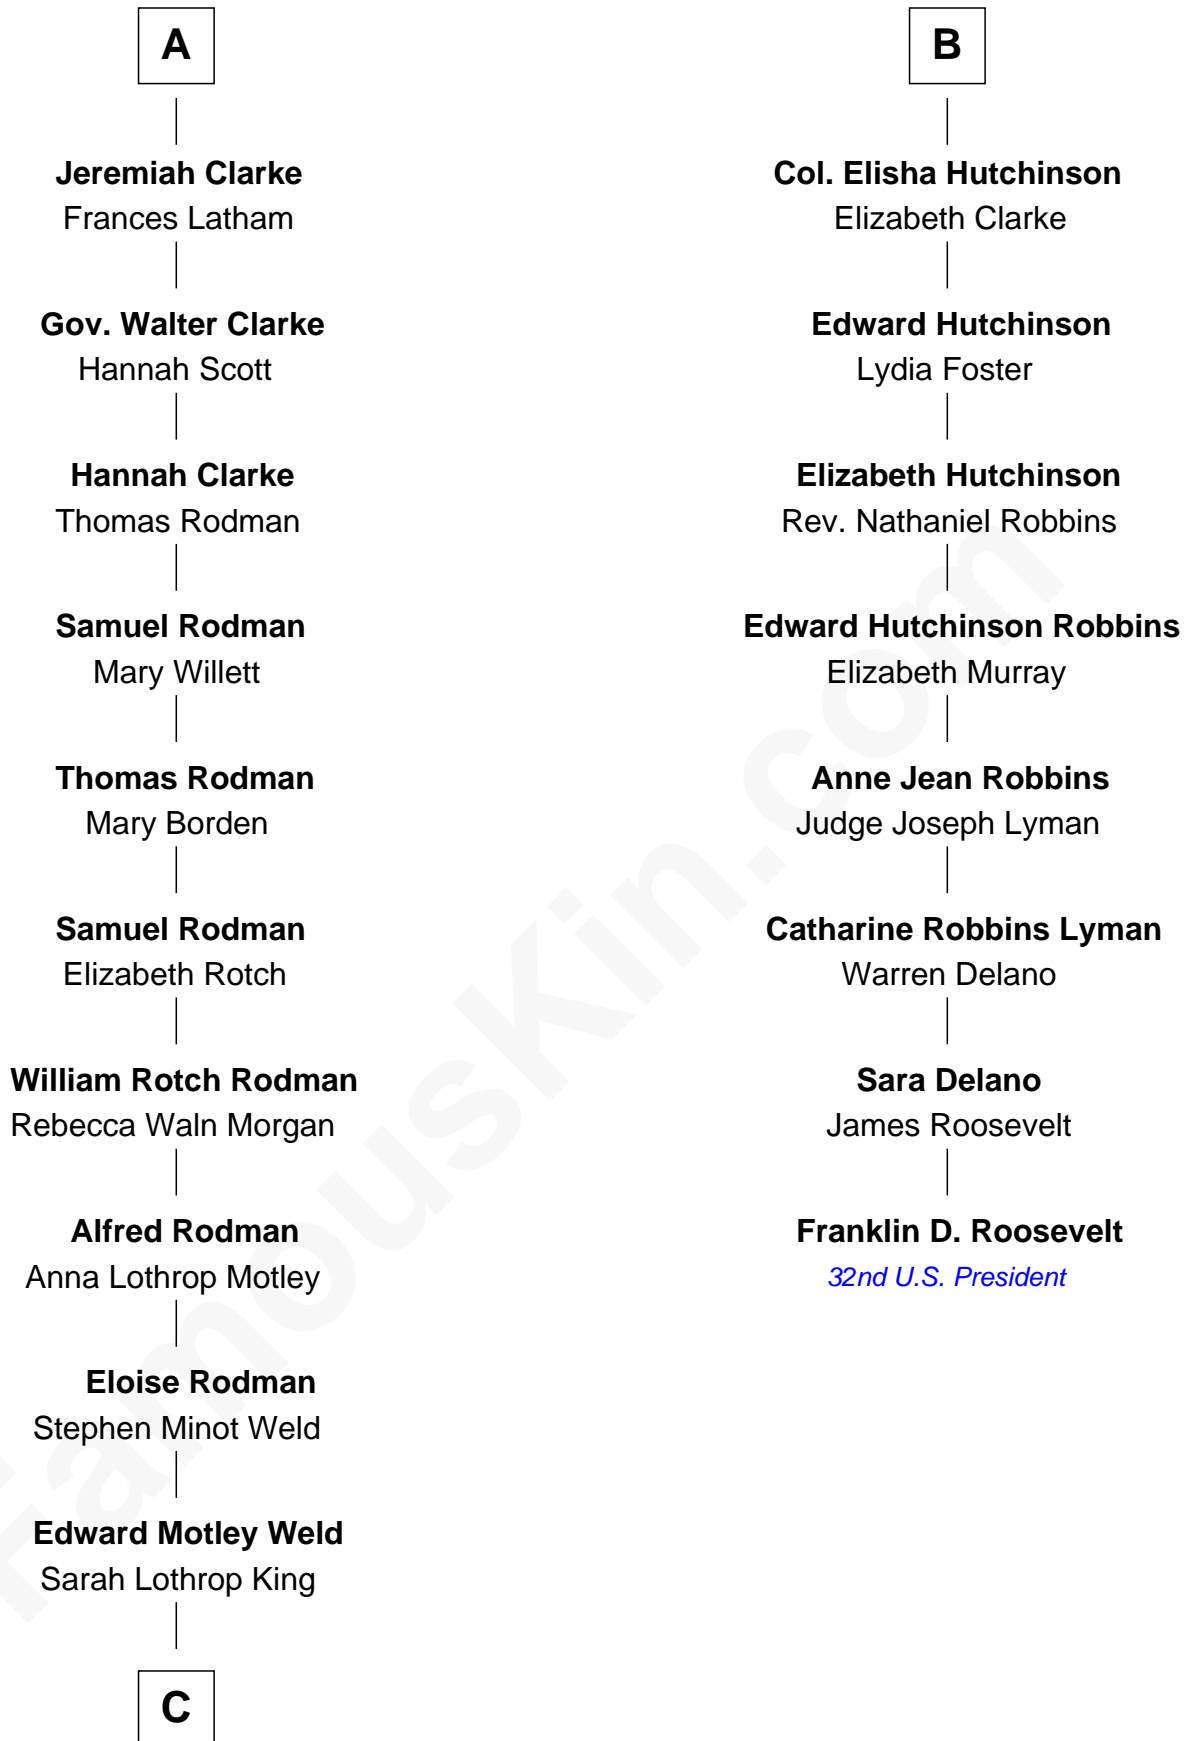 A
Jeremiah Clarke
Frances Latham
Gov. Walter Clarke
Hannah Scott
Hannah Clarke
Thomas Rodman
Samuel Rodman
Mary Willett
Thomas Rodman
Mary Borden
Samuel Rodman
Elizabeth Rotch
William Rotch Rodman
Rebecca Waln Morgan
Alfred Rodman
Anna Lothrop Motley
Eloise Rodman
Stephen Minot Weld
Edward Motley Weld
Sarah Lothrop King
C
B
Col. Elisha Hutchinson
Elizabeth Clarke
Edward Hutchinson
Lydia Foster
Elizabeth Hutchinson
Rev. Nathaniel Robbins
Edward Hutchinson Robbins
Elizabeth Murray
Anne Jean Robbins
Judge Joseph Lyman
Catharine Robbins Lyman
Warren Delano
Sara Delano
James Roosevelt
Franklin D. Roosevelt
32nd U.S. President
FamousKin.com